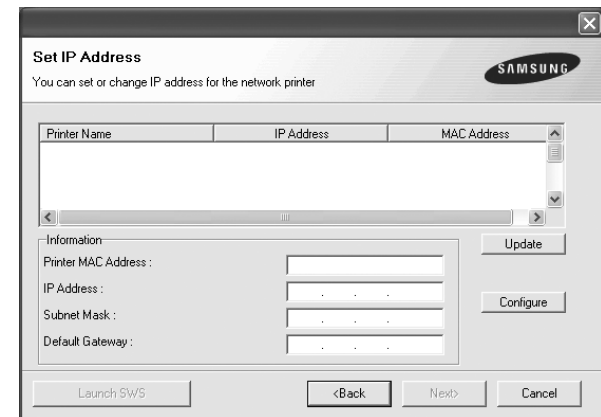 Set IP Address
You can set or change IP address for the network printer
SAMSUNG
Printer Name IP Address MAC Address
Information
Update
Printer MAC Address :
IP Address :
Configure
Subnet Mask :
Default Gateway :
Launch SWS <Back Next> Cancel